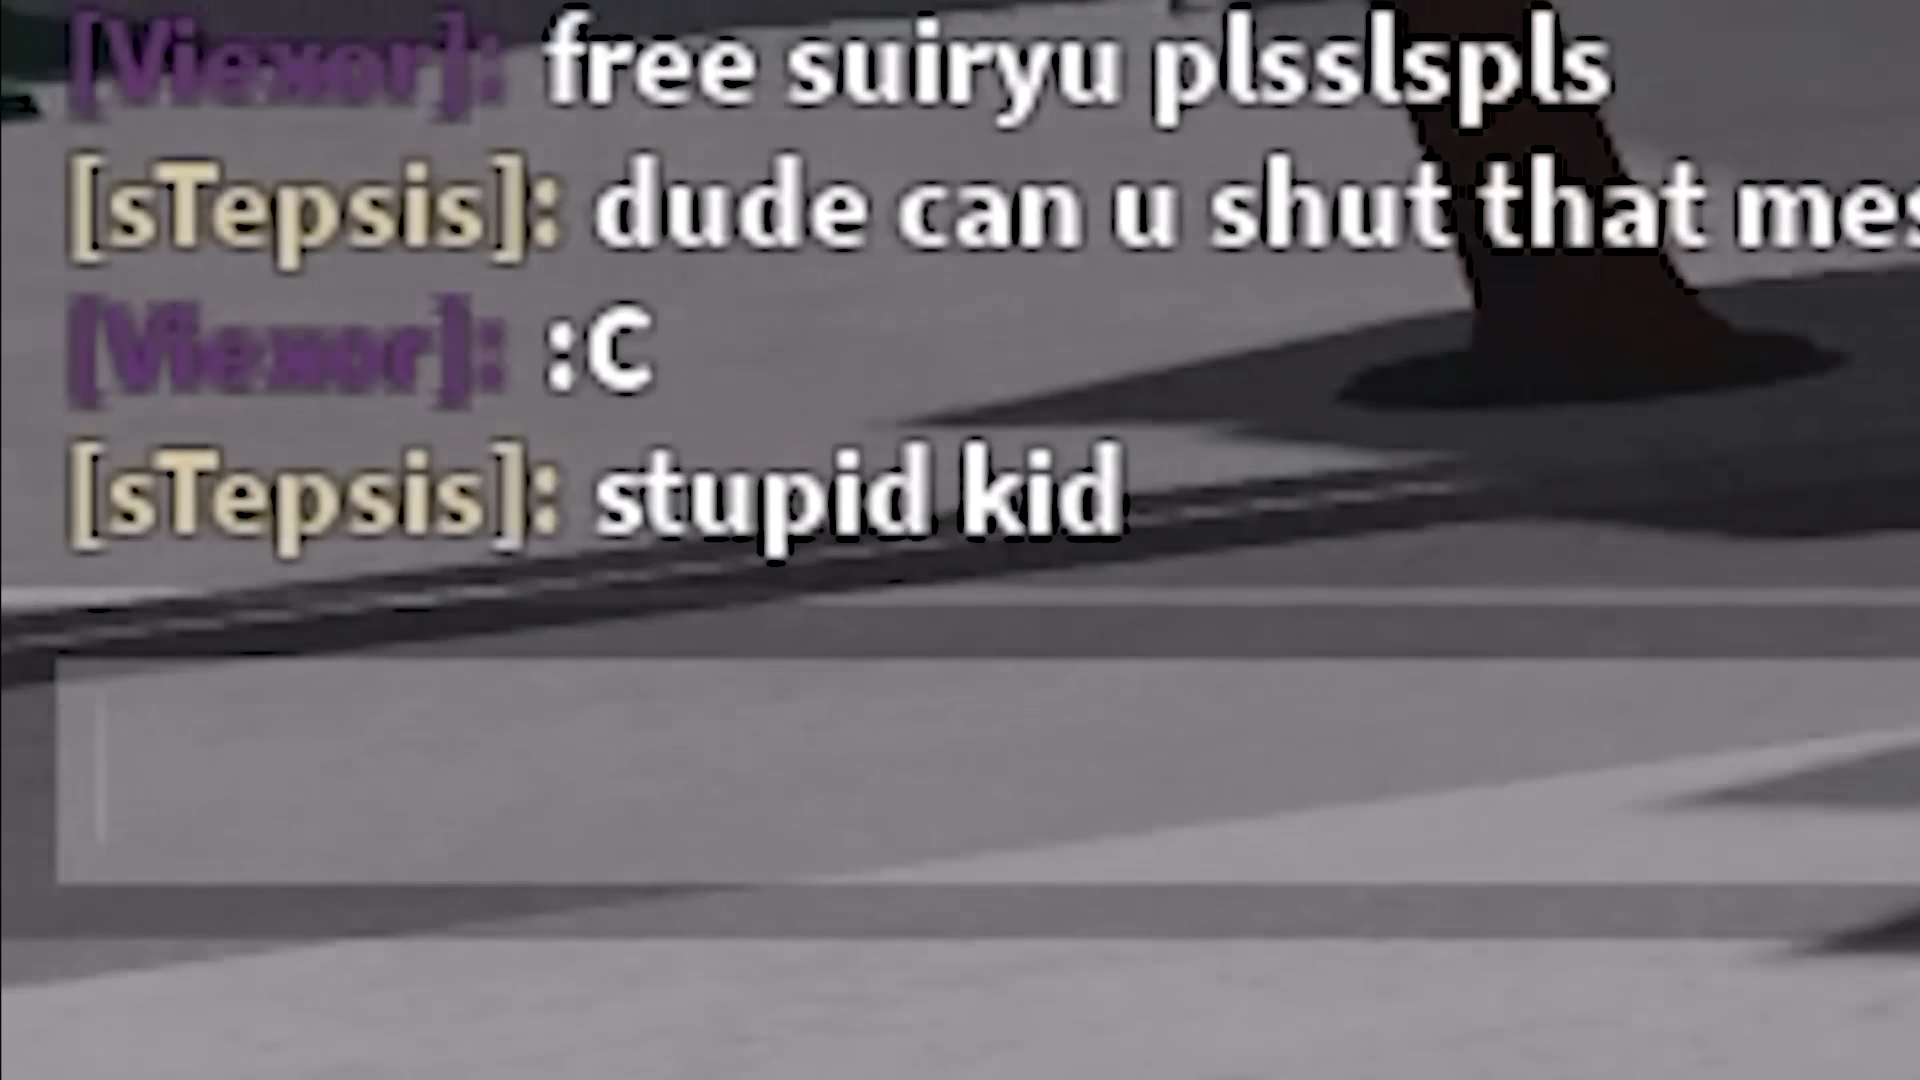 [Viexor]: free suiryu plsslspls
[sTepsis]: dude can u shut that mes
[Viexor]: :C
[sTepsis]: stupid kid